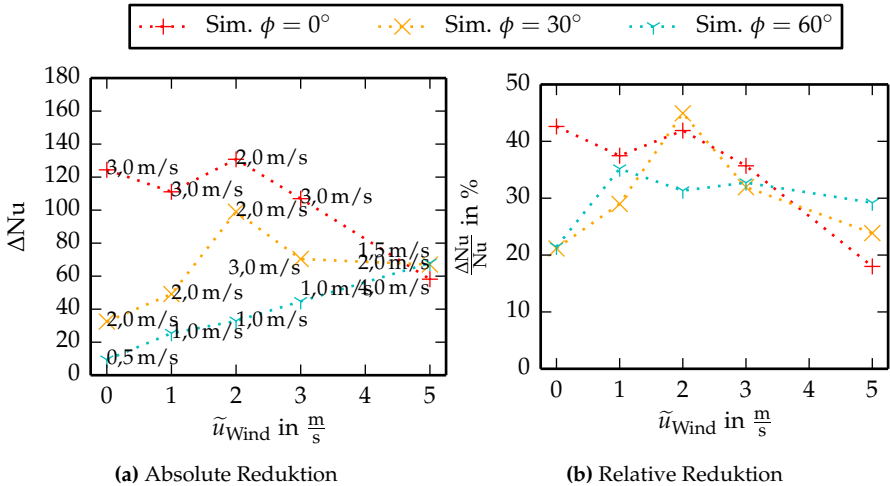 Sim. ϕ = 0° Sim. ϕ = 30° Sim. ϕ = 60°
ΔNu
180
160
140
120
100
80
60
40
20
0
3,0 m/s
3,0 m/s
2,0 m/s
3,0 m/s
4,0 m/s
2,0 m/s
2,0 m/s
2,0 m/s
3,0 m/s
2,0 m/s
0,5 m/s
1,0 m/s
1,0 m/s
1,0 m/s
1,5 m/s
0 1 2 3 4 5
ũ_Wind in m/s
(a) Absolute Reduktion
ΔNu/Nu in %
50
40
30
20
10
0
0 1 2 3 4 5
ũ_Wind in m/s
(b) Relative Reduktion